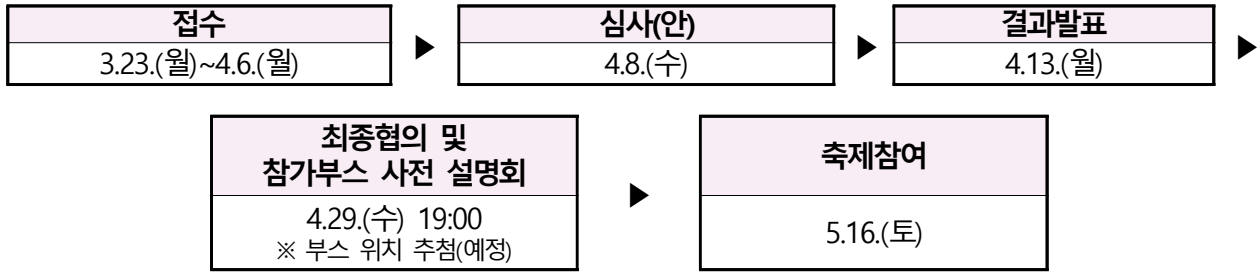 접수
3.23.(월)~4.6.(월)
▶
심사(안)
4.8.(수)
▶
결과발표
4.13.(월)
▶
최종협의 및
참가부스 사전 설명회
4.29.(수) 19:00
※ 부스 위치 추첨(예정)
▶
축제참여
5.16.(토)